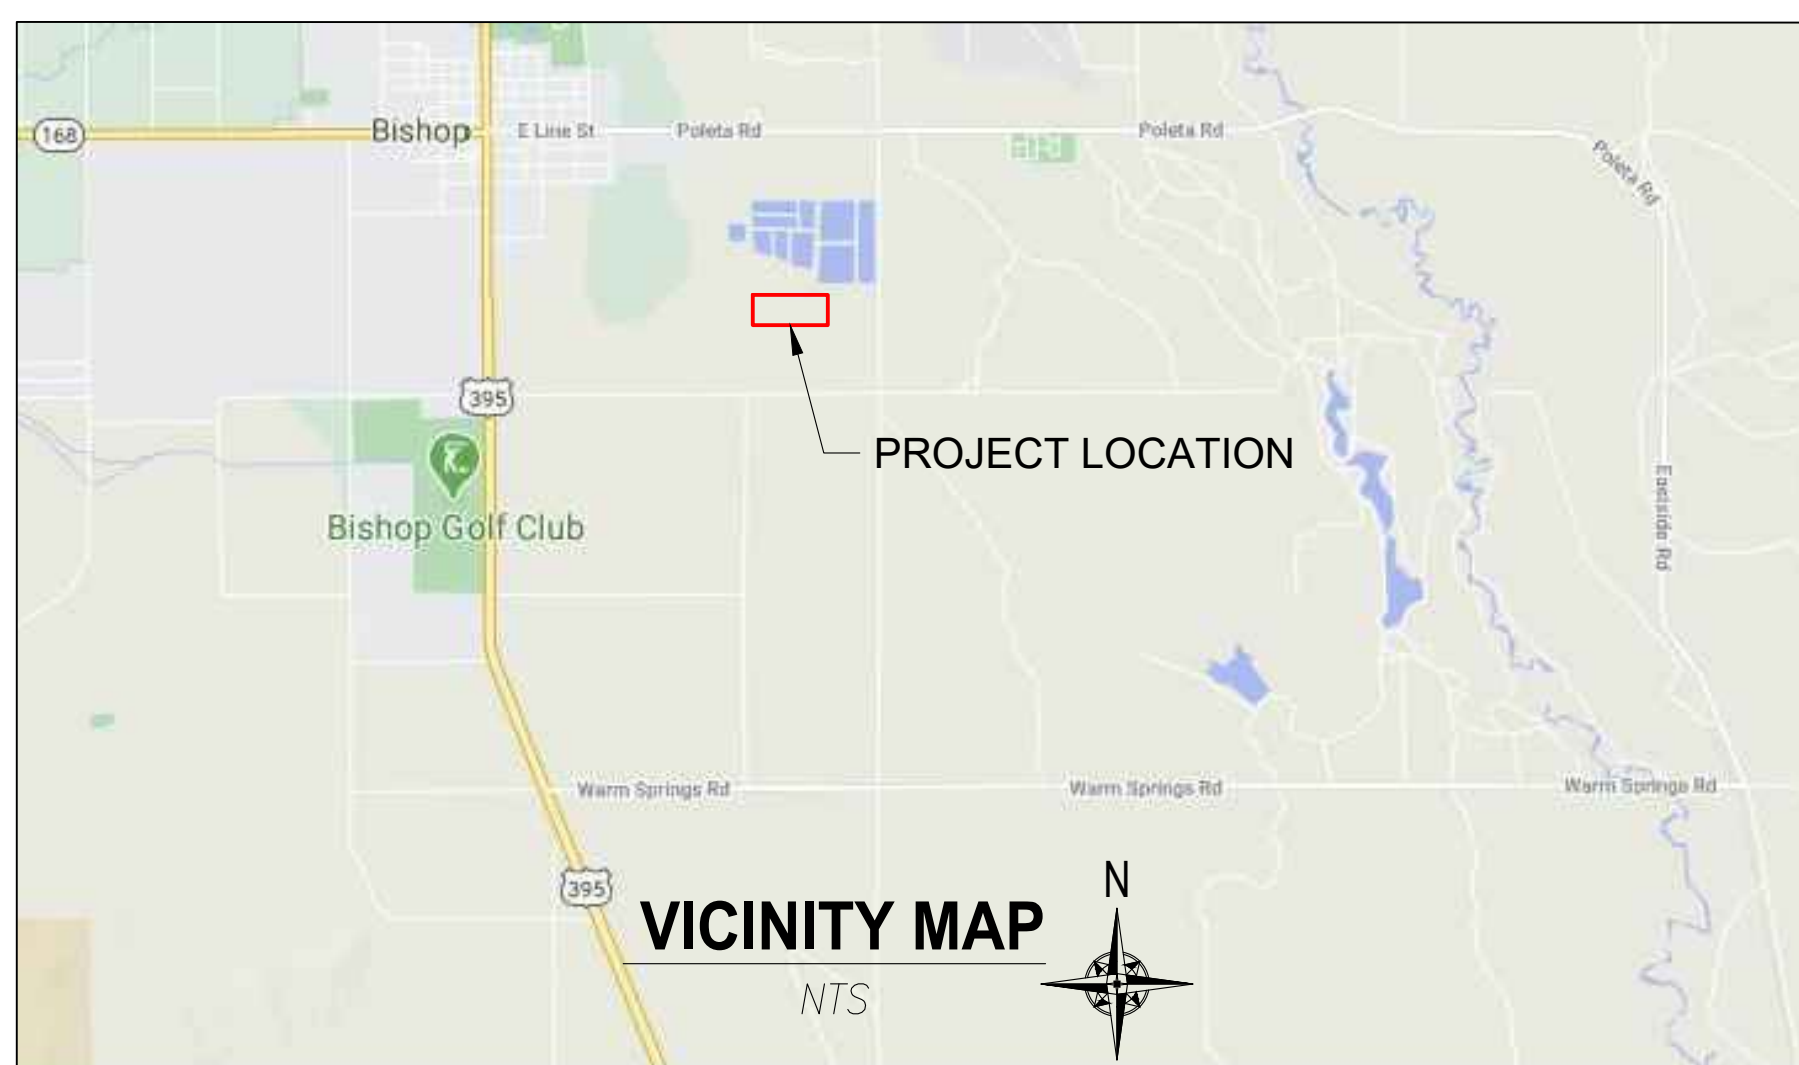 168
Bishop
E Line St
Poleta Rd
Poleta Rd
Poleta Rd
395
PROJECT LOCATION
Bishop Golf Club
Eastside Rd
Warm Springs Rd
Warm Springs Rd
Warm Springs Rd
395
VICINITY MAP
NTS
N